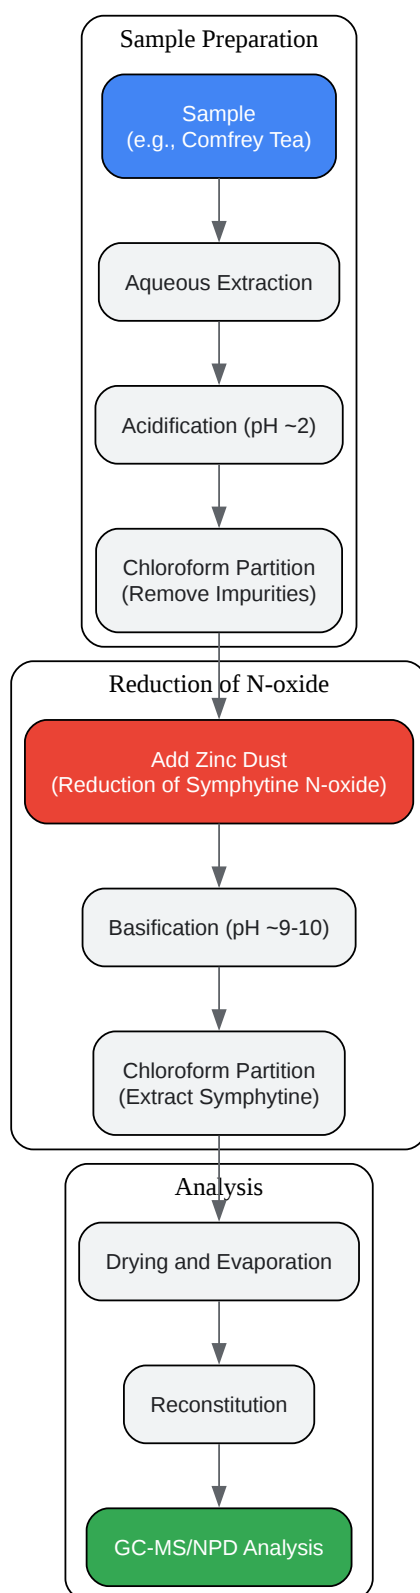 Sample Preparation
Sample
(e.g., Comfrey Tea)
Aqueous Extraction
Acidification (pH ~2)
Chloroform Partition
(Remove Impurities)
Reduction of N-oxide
Add Zinc Dust
(Reduction of Symphytine N-oxide)
Basification (pH ~9-10)
Chloroform Partition
(Extract Symphytine)
Analysis
Drying and Evaporation
Reconstitution
GC-MS/NPD Analysis